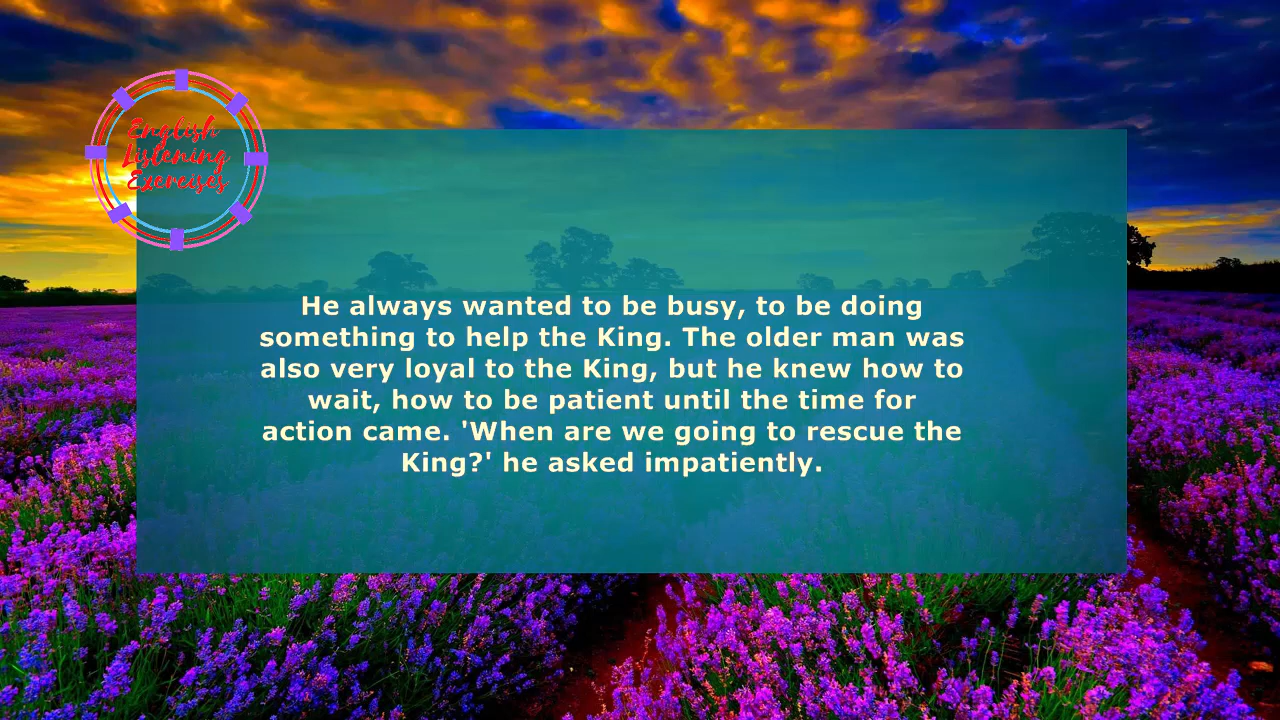 English
Listening
Exercises
He always wanted to be busy, to be doing
something to help the King. The older man was
also very loyal to the King, but he knew how to
wait, how to be patient until the time for
action came. 'When are we going to rescue the
King?' he asked impatiently.